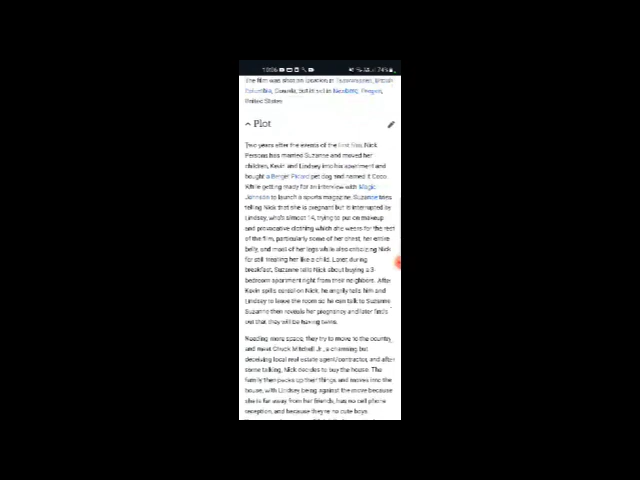 10:06 74%
The film was shot on location in British
Columbia, Canada, but it set in Newberg, Oregon,
United States
Plot
Two years after the events of the first film, Nick
Persons has married Suzanne and moved her
children, Kevin and Lindsey into his apartment and
bought a Berger Picard pet dog and named it Coco
While getting ready for an interview with Magic
Johnson to launch a sports magazine, Suzanne tries
telling Nick that she is pregnant but is interrupted by
Lindsey, who's almost 14, trying to put on makeup
and provocative clothing which she wears for the rest
of the film, particularly some of her chest, her entire
belly, and most of her legs while also criticizing Nick
for still treating her like a child. Later, during
breakfast, Suzanne tells Nick about buying a 3-
bedroom apartment right from their neighbors. After
Kevin spills cereal on Nick, he angrily tells him and
Lindsey to leave the room so he can talk to Suzanne
Suzanne then reveals her pregnancy and later finds
out that they will be having twins.
Needing more space, they try to move to the country,
and meet Chuck Mitchell Jr., a charming, but
deceiving local real estate agent/contractor, and after
some talking, Nick decides to buy the house. The
family then packs up their things and moves into the
house, with Lindsey being against the move because
she is far away from her friends, has no cell phone
reception, and because they're no cute boys.